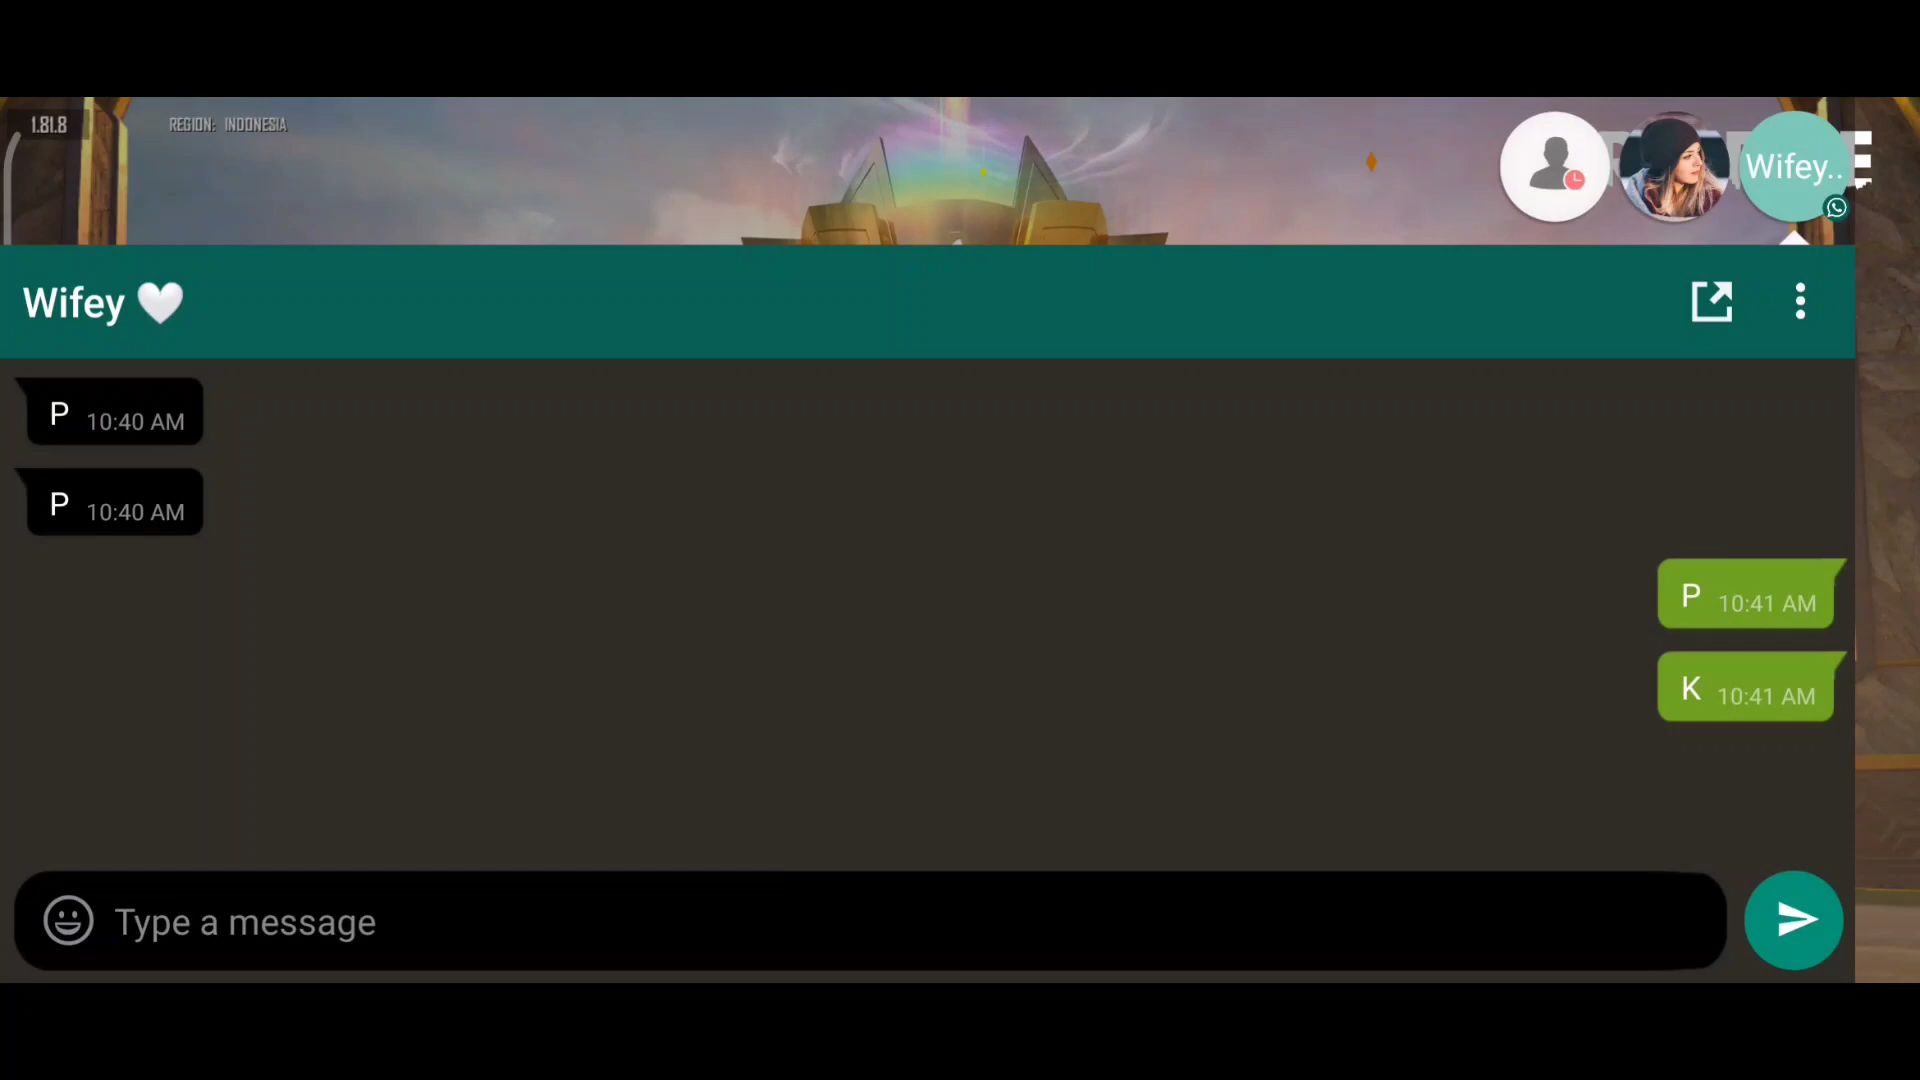 1.81.8
REGION: INDONESIA
Wifey..
Wifey 🤍
P 10:40 AM
P 10:40 AM
P 10:41 AM
K 10:41 AM
Type a message